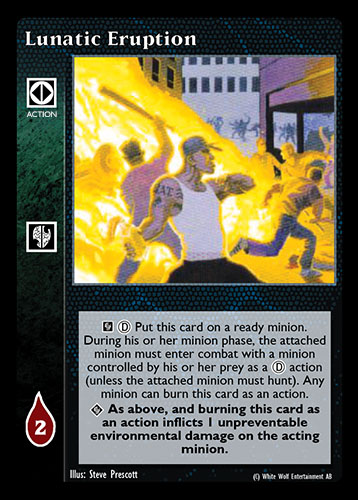 Lunatic Eruption
ACTION
Ⓓ Put this card on a ready minion.
During his or her minion phase, the attached
minion must enter combat with a minion
controlled by his or her prey as a Ⓓ action
(unless the attached minion must hunt). Any
minion can burn this card as an action.
As above, and burning this card as
an action inflicts 1 unpreventable
environmental damage on the acting
minion.
2
Illus: Steve Prescott
(C) White Wolf Entertainment AB